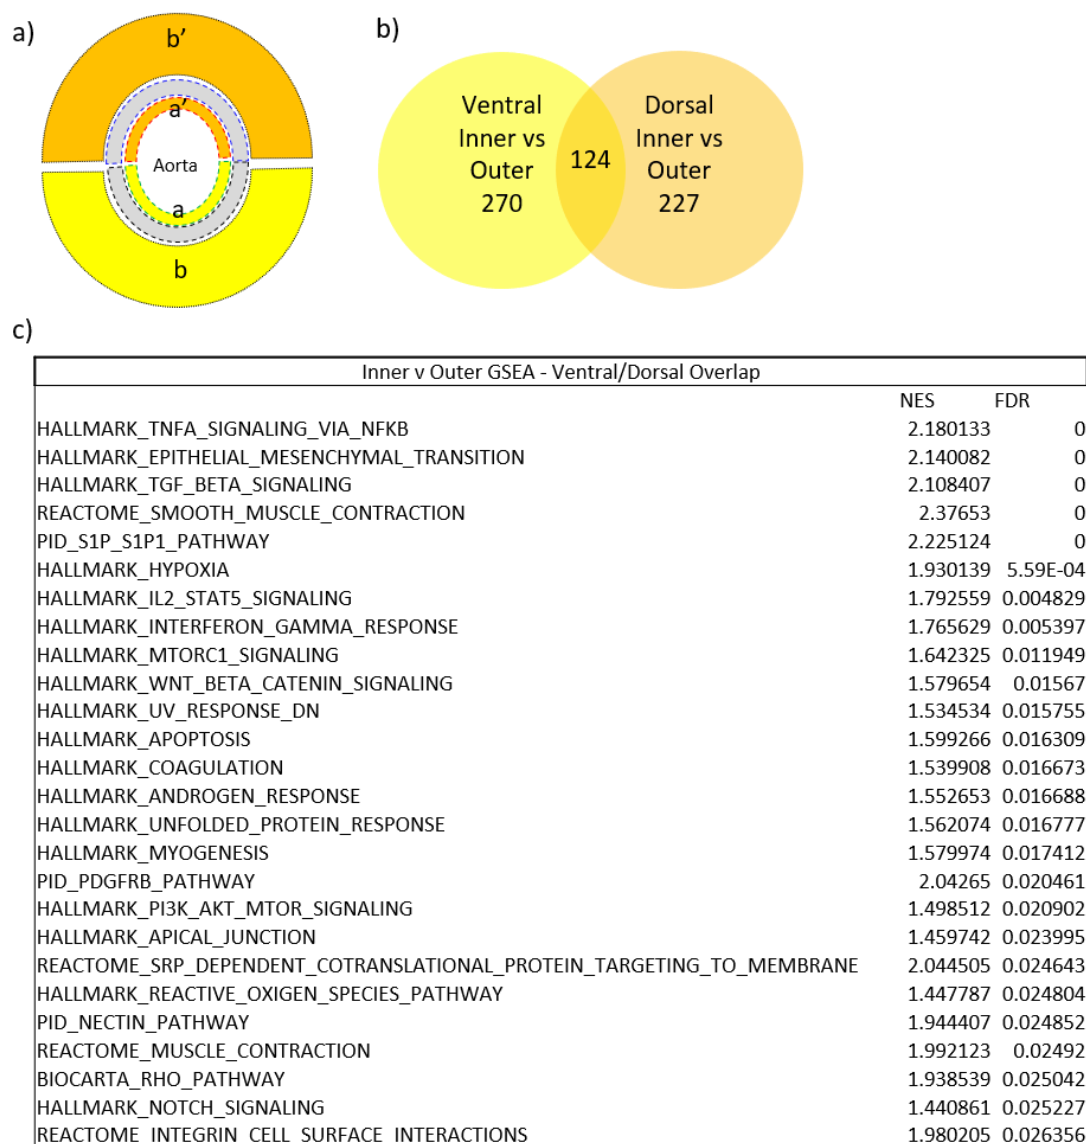 a)
b’
a’
Aorta
a
b
b)
Ventral
Inner vs
Outer
270
124
Dorsal
Inner vs
Outer
227
c)
Inner v Outer GSEA - Ventral/Dorsal Overlap
NES FDR
HALLMARK_TNFA_SIGNALING_VIA_NFKB 2.180133 0
HALLMARK_EPITHELIAL_MESENCHYMAL_TRANSITION 2.140082 0
HALLMARK_TGF_BETA_SIGNALING 2.108407 0
REACTOME_SMOOTH_MUSCLE_CONTRACTION 2.37653 0
PID_S1P_S1P1_PATHWAY 2.225124 0
HALLMARK_HYPOXIA 1.930139 5.59E-04
HALLMARK_IL2_STAT5_SIGNALING 1.792559 0.004829
HALLMARK_INTERFERON_GAMMA_RESPONSE 1.765629 0.005397
HALLMARK_MTORC1_SIGNALING 1.642325 0.011949
HALLMARK_WNT_BETA_CATENIN_SIGNALING 1.579654 0.01567
HALLMARK_UV_RESPONSE_DN 1.534534 0.015755
HALLMARK_APOPTOSIS 1.599266 0.016309
HALLMARK_COAGULATION 1.539908 0.016673
HALLMARK_ANDROGEN_RESPONSE 1.552653 0.016688
HALLMARK_UNFOLDED_PROTEIN_RESPONSE 1.562074 0.016777
HALLMARK_MYOGENESIS 1.579974 0.017412
PID_PDGFRB_PATHWAY 2.04265 0.020461
HALLMARK_PI3K_AKT_MTOR_SIGNALING 1.498512 0.020902
HALLMARK_APICAL_JUNCTION 1.459742 0.023995
REACTOME_SRP_DEPENDENT_COTRANSLATIONAL_PROTEIN_TARGETING_TO_MEMBRANE 2.044505 0.024643
HALLMARK_REACTIVE_OXIGEN_SPECIES_PATHWAY 1.447787 0.024804
PID_NECTIN_PATHWAY 1.944407 0.024852
REACTOME_MUSCLE_CONTRACTION 1.992123 0.02492
BIOCARTA_RHO_PATHWAY 1.938539 0.025042
HALLMARK_NOTCH_SIGNALING 1.440861 0.025227
REACTOME_INTEGRIN_CELL_SURFACE_INTERACTIONS 1.980205 0.026356